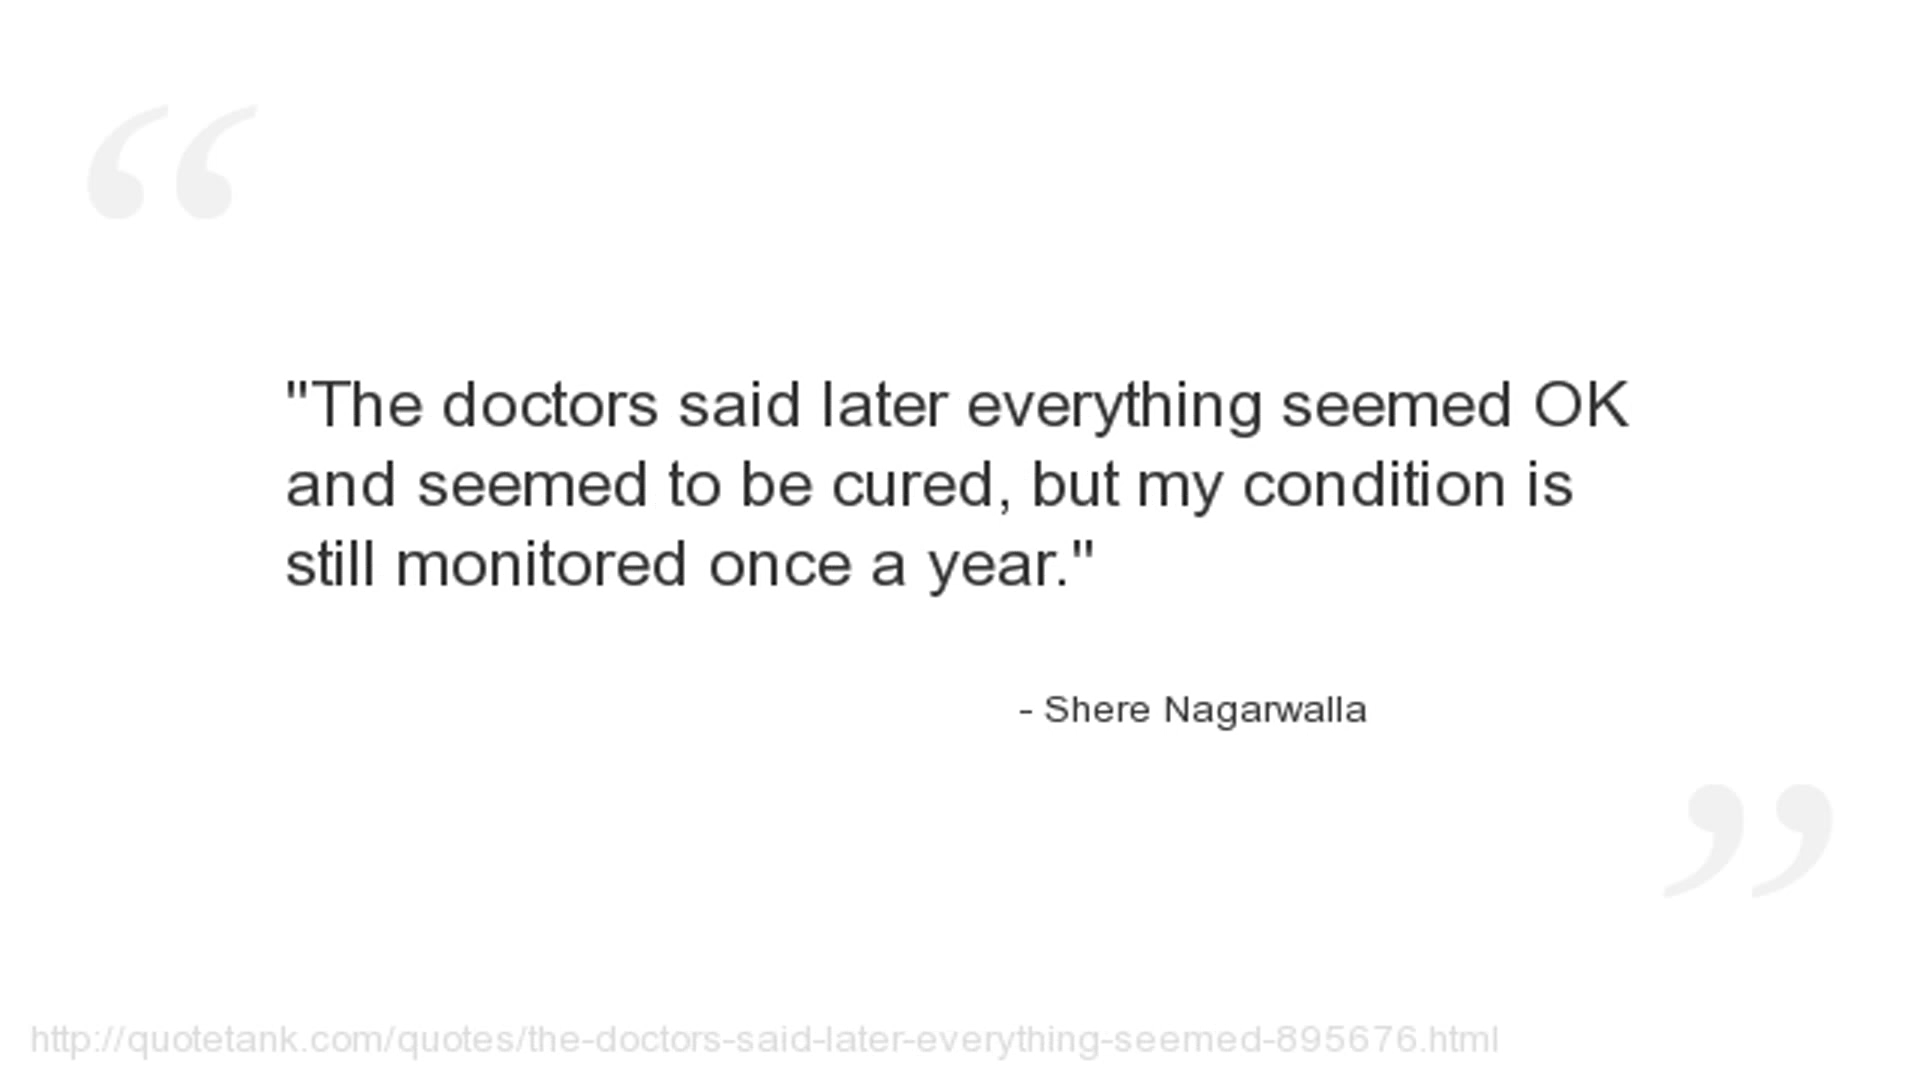 "The doctors said later everything seemed OK
and seemed to be cured, but my condition is
still monitored once a year."
- Shere Nagarwalla
http://quotetank.com/quotes/the-doctors-said-later-everything-seemed-895676.html